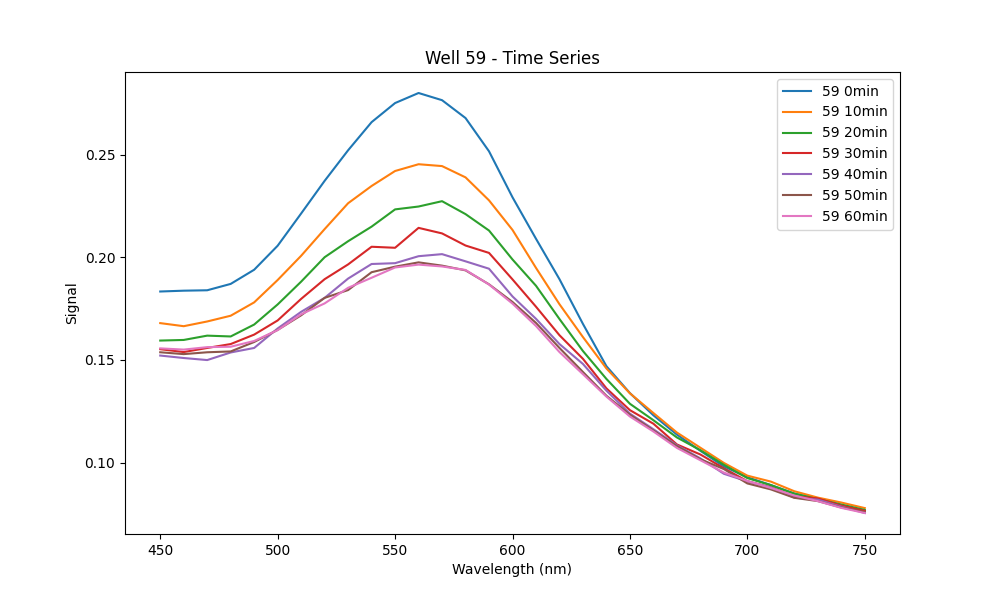 Well 59 - Time Series
59 0min
59 10min
59 20min
59 30min
59 40min
59 50min
59 60min
Signal
0.25
0.20
0.15
0.10
450
500
550
600
650
700
750
Wavelength (nm)